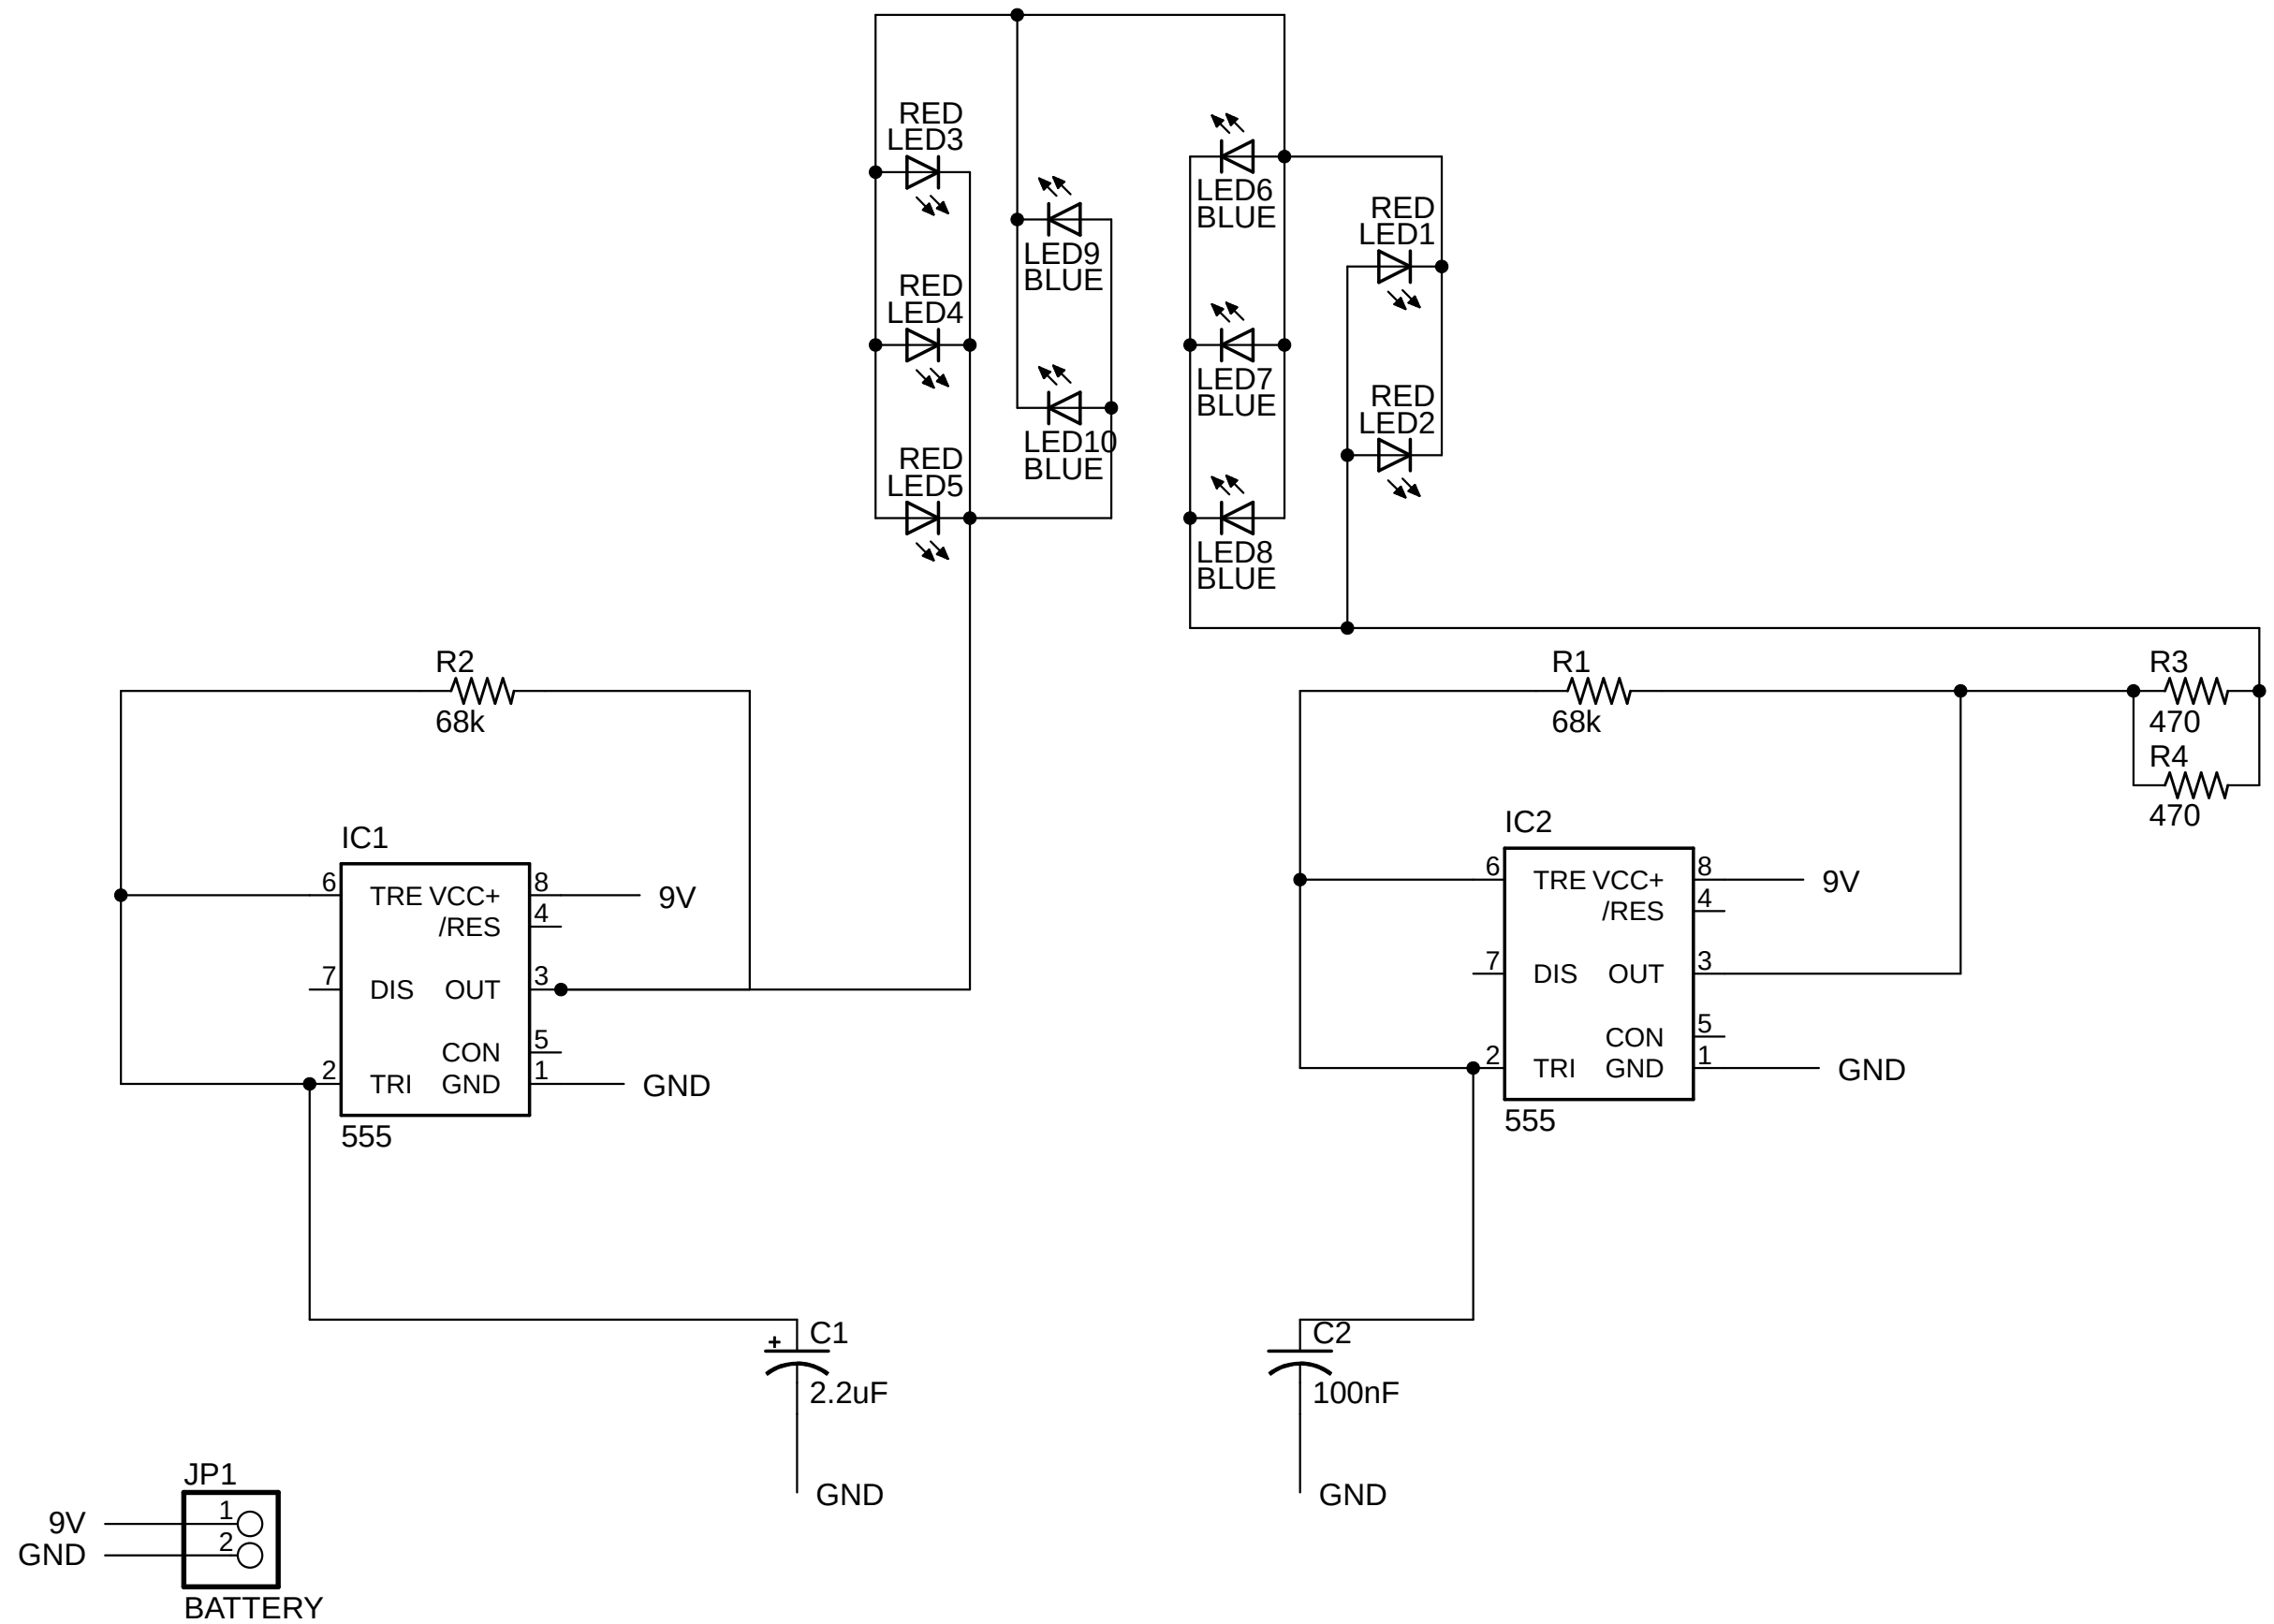 RED
LED3
RED
LED4
RED
LED5
LED9
BLUE
LED10
BLUE
LED6
BLUE
LED7
BLUE
LED8
BLUE
RED
LED1
RED
LED2
R2
68k
R1
68k
R3
470
R4
470
IC1
6 TRE VCC+ 8 9V
/RES 4
7 DIS OUT 3
CON 5
2 TRI GND 1 GND
555
IC2
6 TRE VCC+ 8 9V
/RES 4
7 DIS OUT 3
CON 5
2 TRI GND 1 GND
555
+ C1
2.2uF
GND
C2
100nF
GND
JP1
9V 1
GND 2
BATTERY